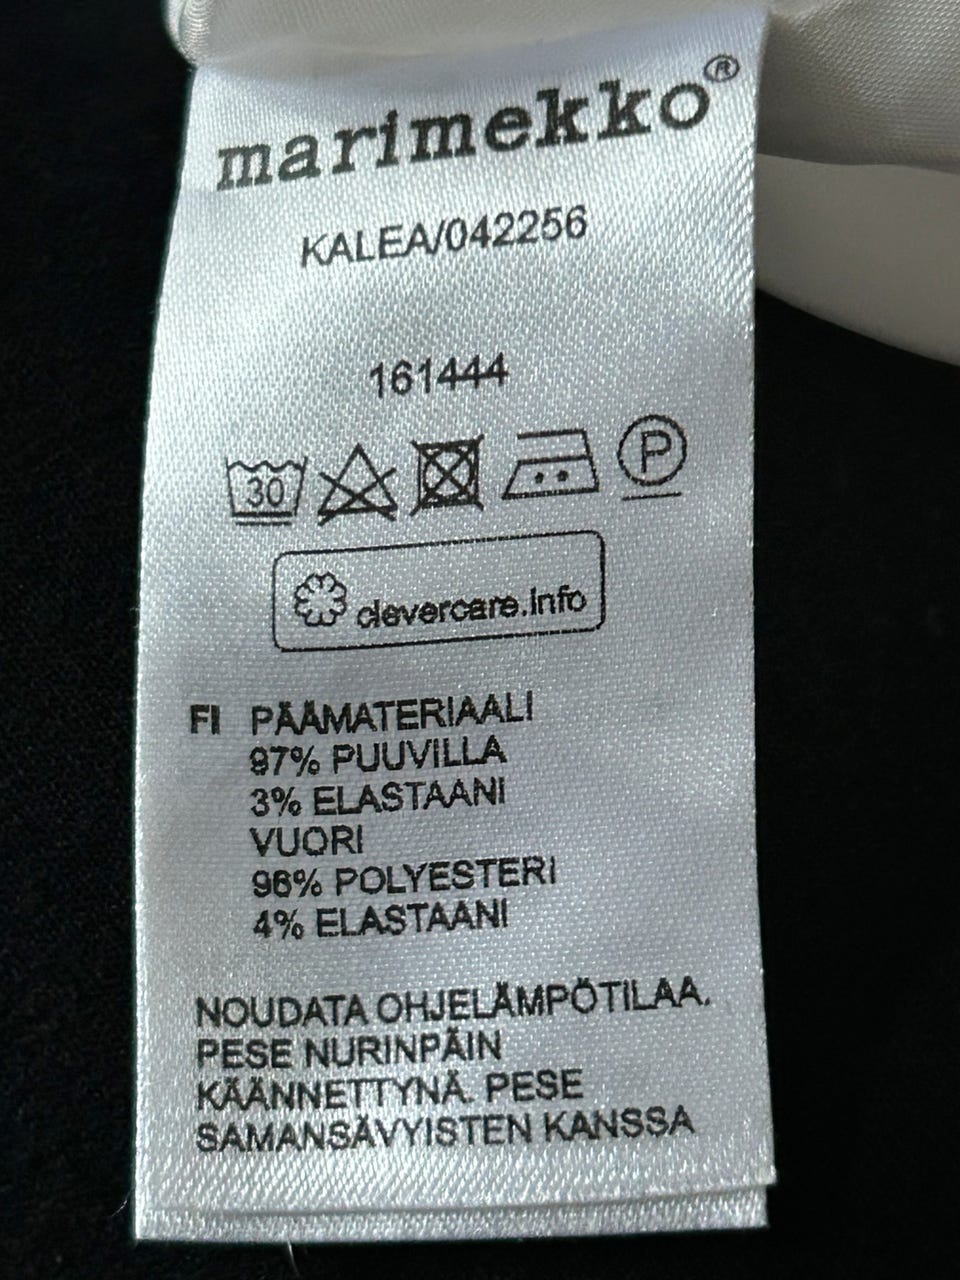 marimekko®
KALEA/042256
161444
30 P
clevercare.info
FI PÄÄMATERIAALI
97% PUUVILLA
3% ELASTAANI
VUORI
96% POLYESTERI
4% ELASTAANI
NOUDATA OHJELÄMPÖTILAA.
PESE NURINPÄIN
KÄÄNNETTYNÄ. PESE
SAMANSÄVYISTEN KANSSA